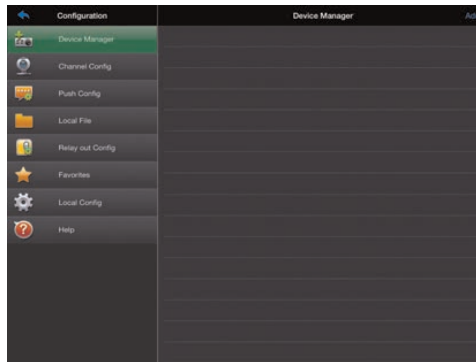 Configuration
Device Manager
Device Manager
Channel Config
Push Config
Local File
Relay out Config
Favorites
Local Config
Help